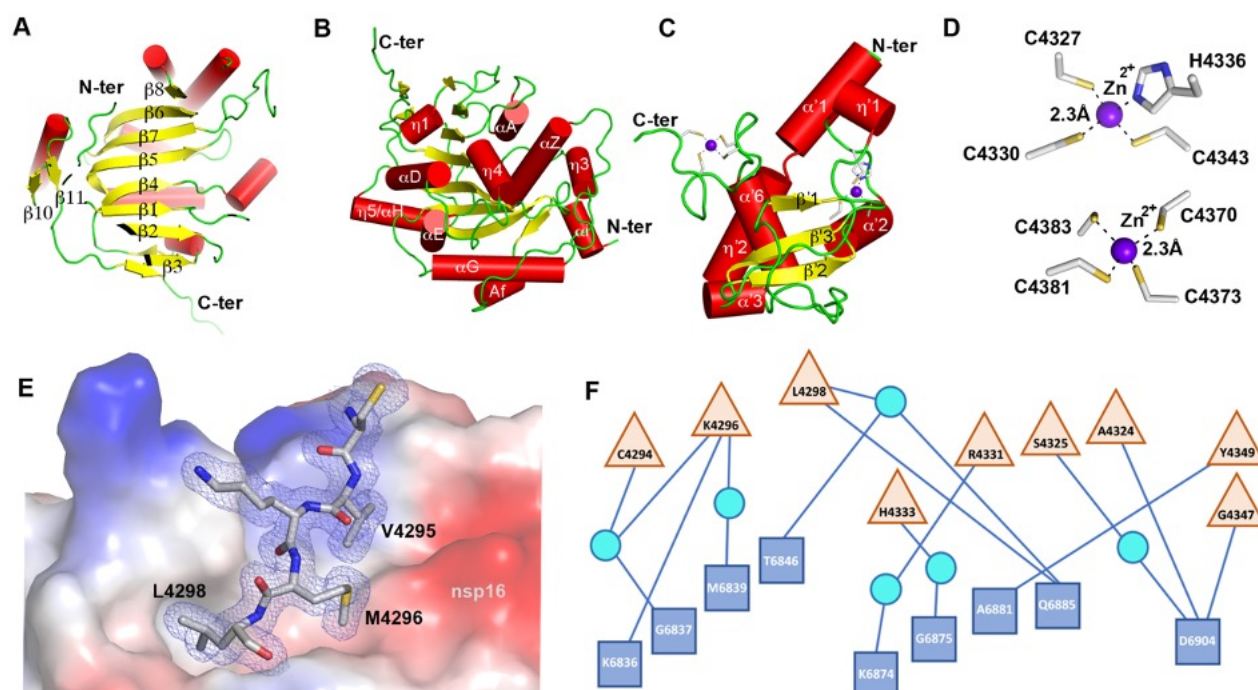 A
N-ter
β8
β6
β7
β5
β4
β1
β2
β3
β10
β11
C-ter
B
C-ter
η1
αA
αZ
η3
η4
αD
η5/αH
αE
αI
N-ter
αG
Af
C
N-ter
α'1
η'1
C-ter
α'6
β'1
α'2
β'3
η'2
β'2
α'3
D
C4327
H4336
Zn2+
2.3Å
C4330
C4343
C4383
Zn2+
C4370
2.3Å
C4381
C4373
E
V4295
L4298
nsp16
M4296
F
L4298
C4294
K4296
R4331
S4325
A4324
Y4349
H4333
G4347
T6846
M6839
A6881
Q6885
G6837
G6875
K6836
K6874
D6904